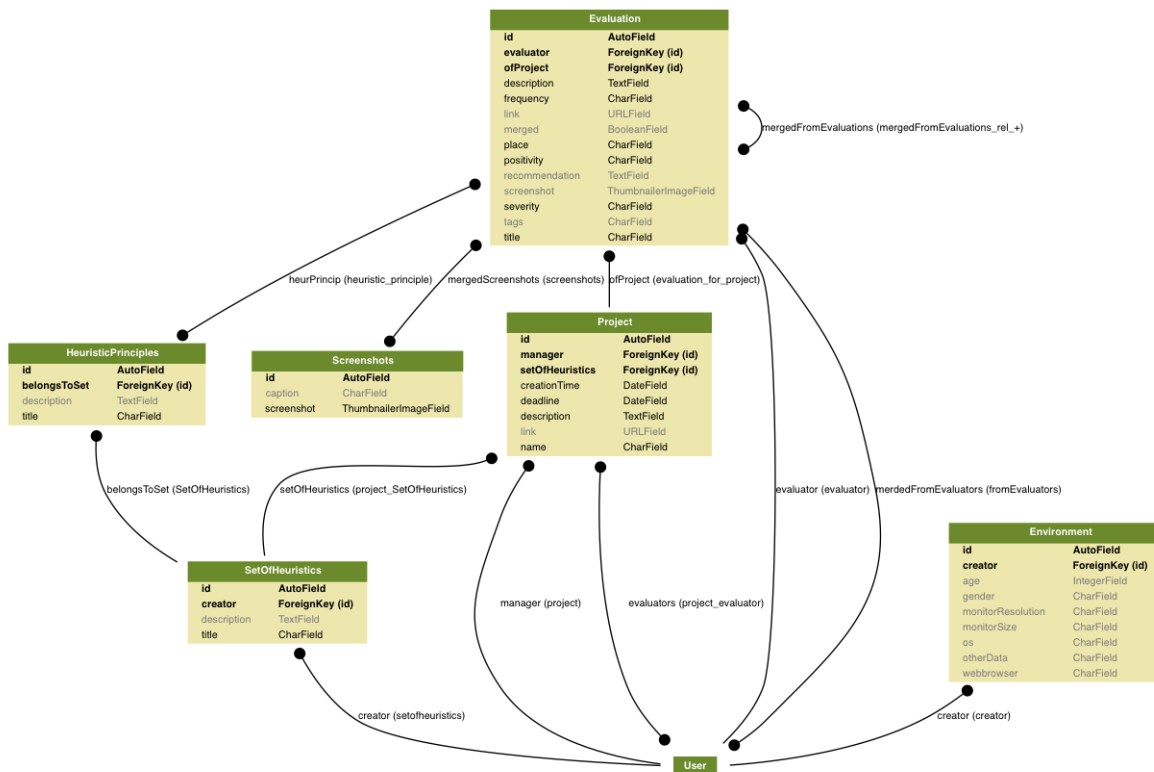 Evaluation
id AutoField
evaluator ForeignKey (id)
ofProject ForeignKey (id)
description TextField
frequency CharField
link URLField
merged BooleanField
place CharField
positivity CharField
recommendation TextField
screenshot ThumbnailerImageField
severity CharField
tags CharField
title CharField
mergedFromEvaluations (mergedFromEvaluations_rel_+)
heurPrincip (heuristic_principle)
mergedScreenshots (screenshots)
ofProject (evaluation_for_project)
HeuristicPrinciples
id AutoField
belongsToSet ForeignKey (id)
description TextField
title CharField
Screenshots
id AutoField
caption CharField
screenshot ThumbnailerImageField
Project
id AutoField
manager ForeignKey (id)
setOfHeuristics ForeignKey (id)
creationTime DateField
deadline DateField
description TextField
link URLField
name CharField
belongsToSet (SetOfHeuristics)
setOfHeuristics (project_SetOfHeuristics)
evaluator (evaluator)
merdedFromEvaluators (fromEvaluators)
SetOfHeuristics
id AutoField
creator ForeignKey (id)
description TextField
title CharField
manager (project)
evaluators (project_evaluator)
Environment
id AutoField
creator ForeignKey (id)
age IntegerField
gender CharField
monitorResolution CharField
monitorSize CharField
os CharField
otherData CharField
webbrowser CharField
creator (setofheuristics)
creator (creator)
User